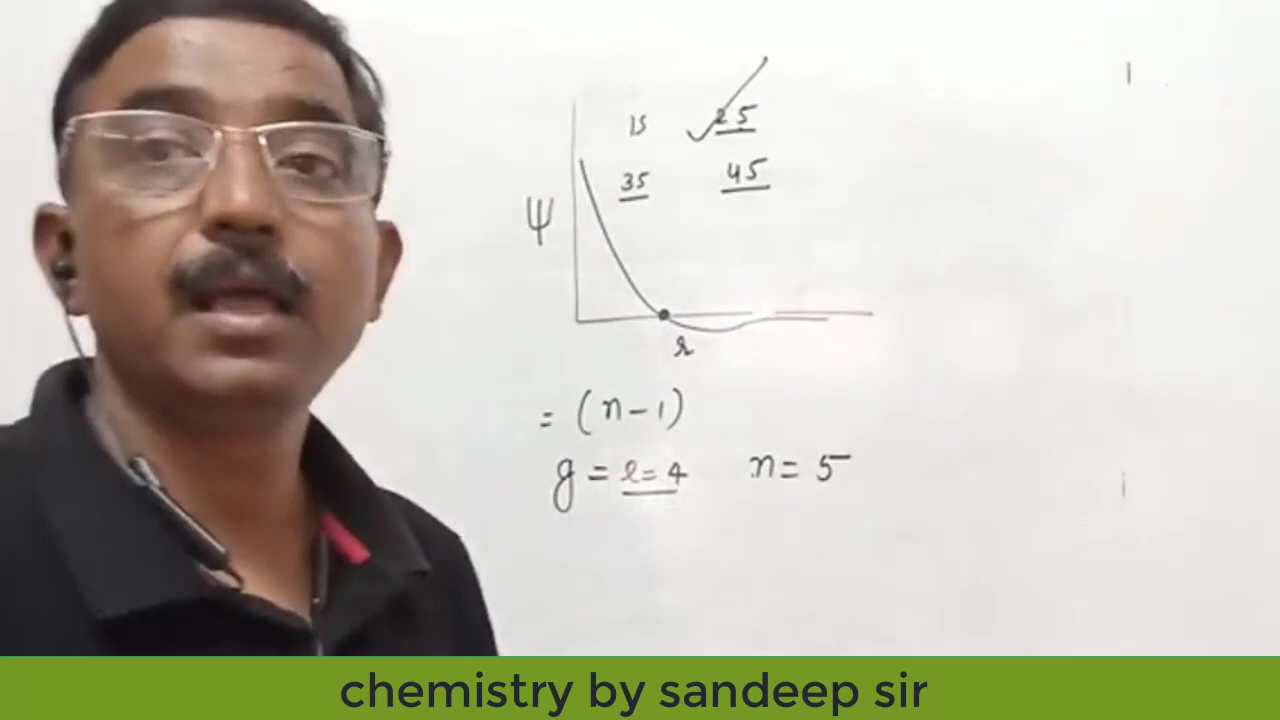 1s 2s
3s 4s
ψ
r
= (n-1)
g = l = 4 n = 5
chemistry by sandeep sir